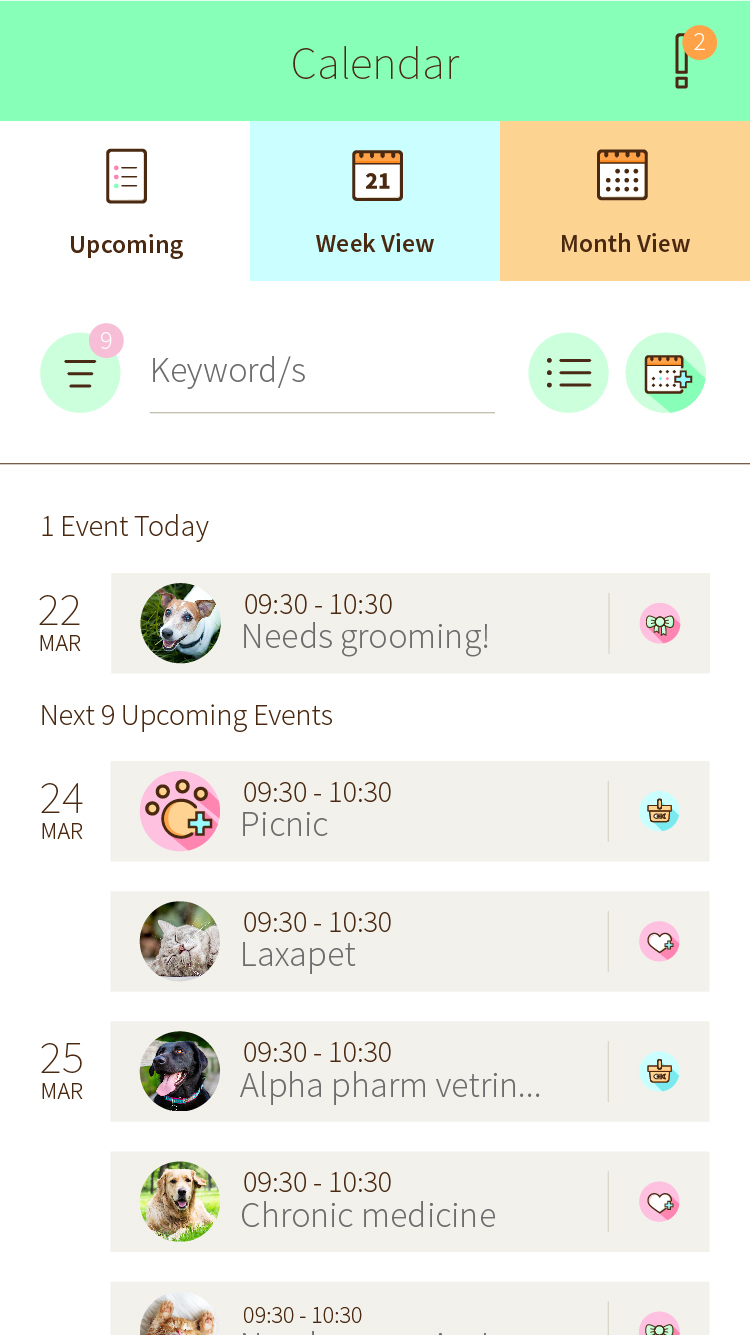 Calendar
2
21
Upcoming
Week View
Month View
9
Keyword/s
1 Event Today
22
MAR
09:30 - 10:30
Needs grooming!
Next 9 Upcoming Events
24
MAR
09:30 - 10:30
Picnic
09:30 - 10:30
Laxapet
25
MAR
09:30 - 10:30
Alpha pharm vetrin...
09:30 - 10:30
Chronic medicine
09:30 - 10:30